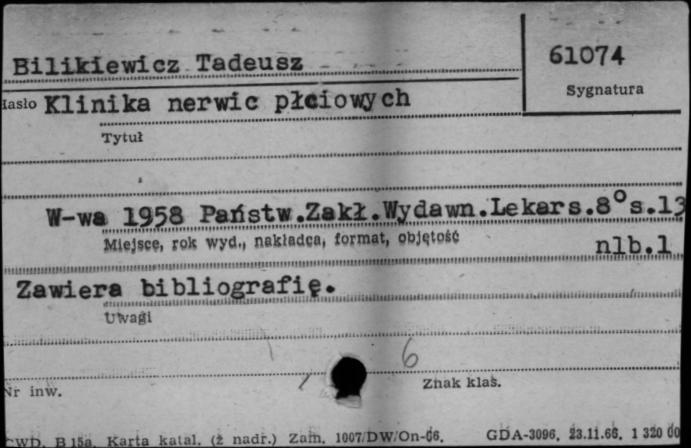 Bilikiewicz Tadeusz
61074
Sygnatura
Hasło Klinika nerwic płciowych
Tytuł
W-wa 1958 Państw.Zakł.Wydawn.Lekars.8°s.13
Miejsce, rok wyd., nakładca, format, objętość
nlb.1
Zawiera bibliografię.
Uwagi
6
Nr inw.
Znak klas.
CWD. B 15a. Karta katal. (ż nadr.) Zam. 1007/DW/On-66. GDA-3096. 23.11.66. 1 320 00